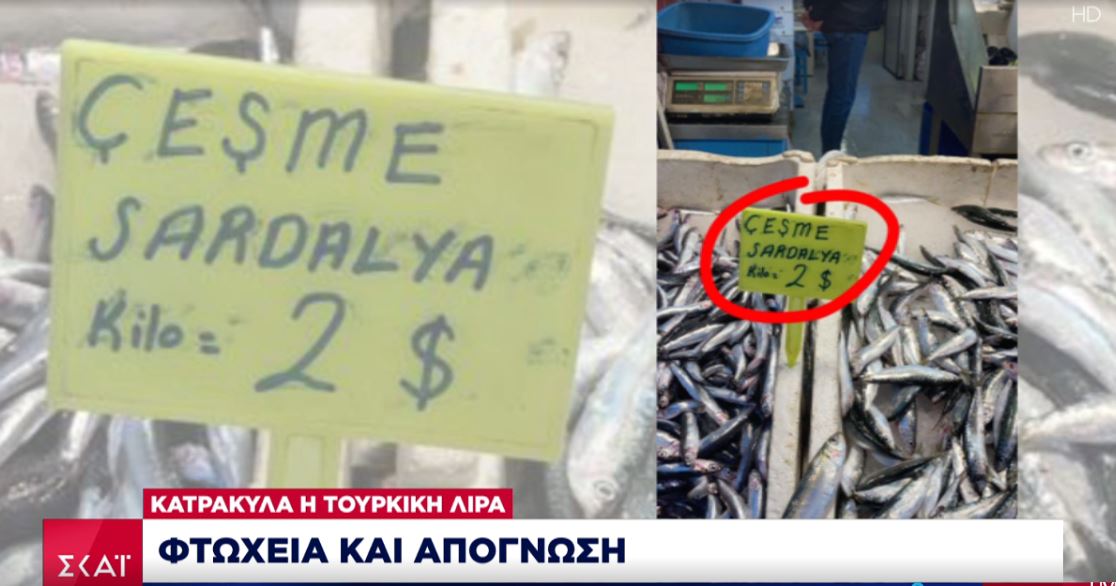 HD
ÇEŞME
SARDALYA
Kilo = 2 $
ÇEŞME
SARDALYA
Kilo = 2 $
ΚΑΤΡΑΚΥΛΑ Η ΤΟΥΡΚΙΚΗ ΛΙΡΑ
ΣΚΑΪ
ΦΤΩΧΕΙΑ ΚΑΙ ΑΠΟΓΝΩΣΗ